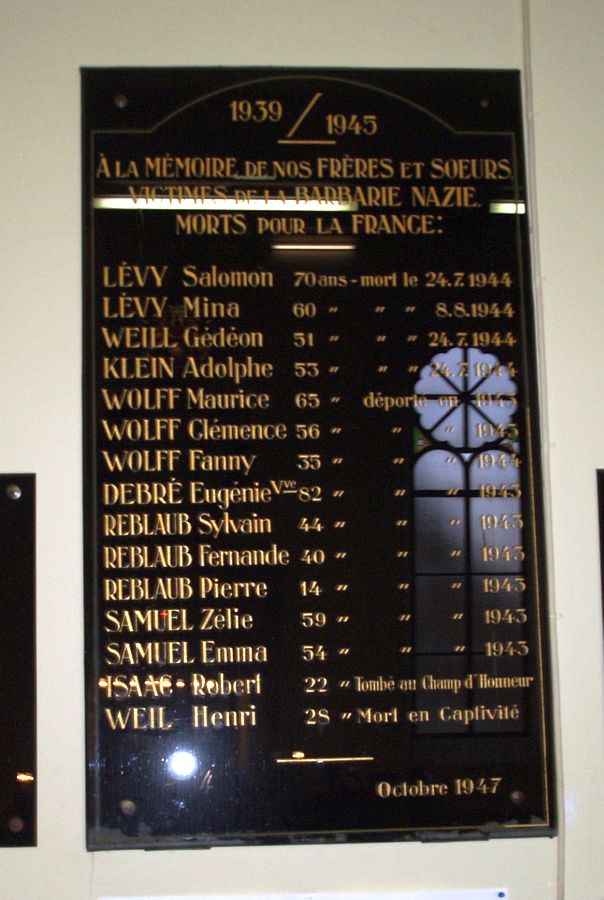 1939 / 1945
À LA MÉMOIRE DE NOS FRÈRES ET SOEURS
VICTIMES DE LA BARBARIE NAZIE.
MORTS POUR LA FRANCE:
LÉVY Salomon 70 ans - mort le 24.7.1944
LÉVY Mina 60 " " " 8.8.1944
WEILL Gédéon 51 " " " 24.7.1944
KLEIN Adolphe 53 " " " 24.7.1944
WOLFF Maurice 65 " déporté en 1943
WOLFF Clémence 56 " " " 1943
WOLFF Fanny 35 " " " 1944
DEBRÉ Eugénie Vve 82 " " " 1943
REBLAUB Sylvain 44 " " " 1943
REBLAUB Fernande 40 " " " 1943
REBLAUB Pierre 14 " " " 1943
SAMUEL Zélie 59 " " " 1943
SAMUEL Emma 54 " " " 1943
ISAAC Robert 22 " Tombé au Champ d'Honneur
WEIL Henri 28 " Mort en Captivité
Octobre 1947